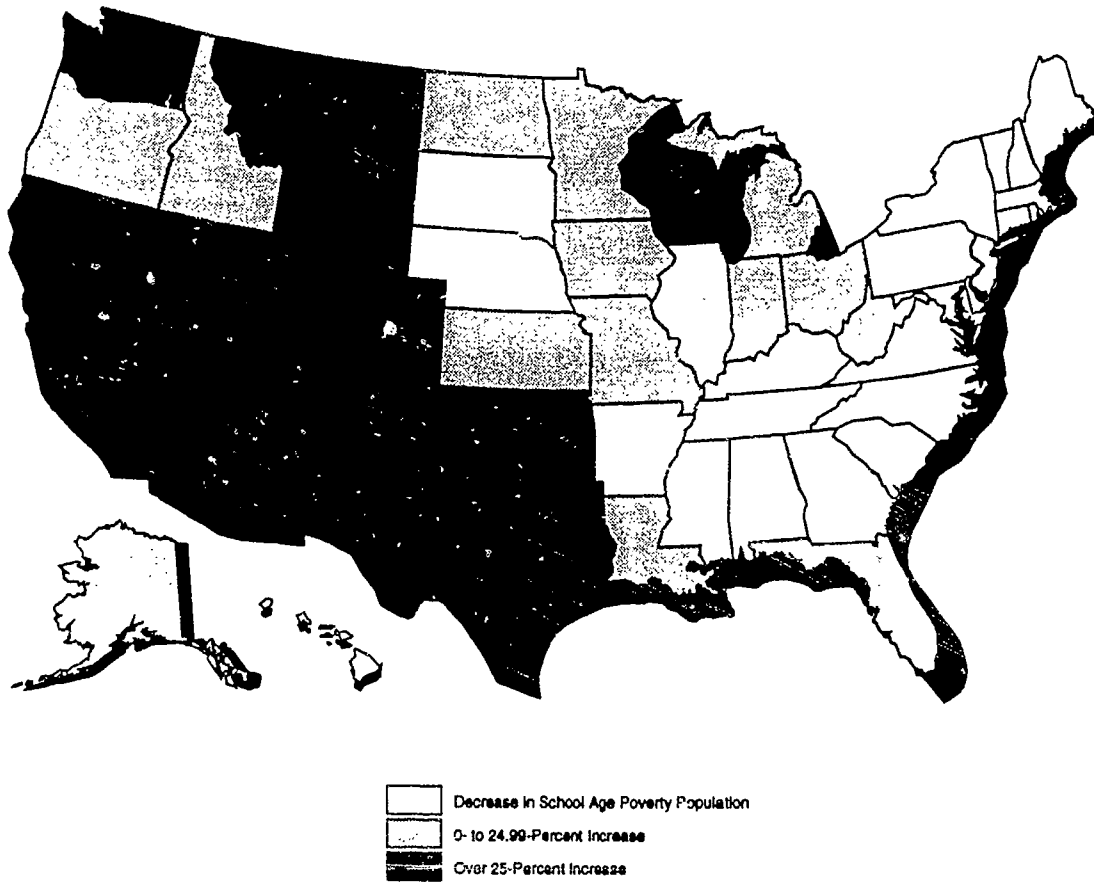 Decrease in School Age Poverty Population
0- to 24.99-Percent Increase
Over 25-Percent Increase